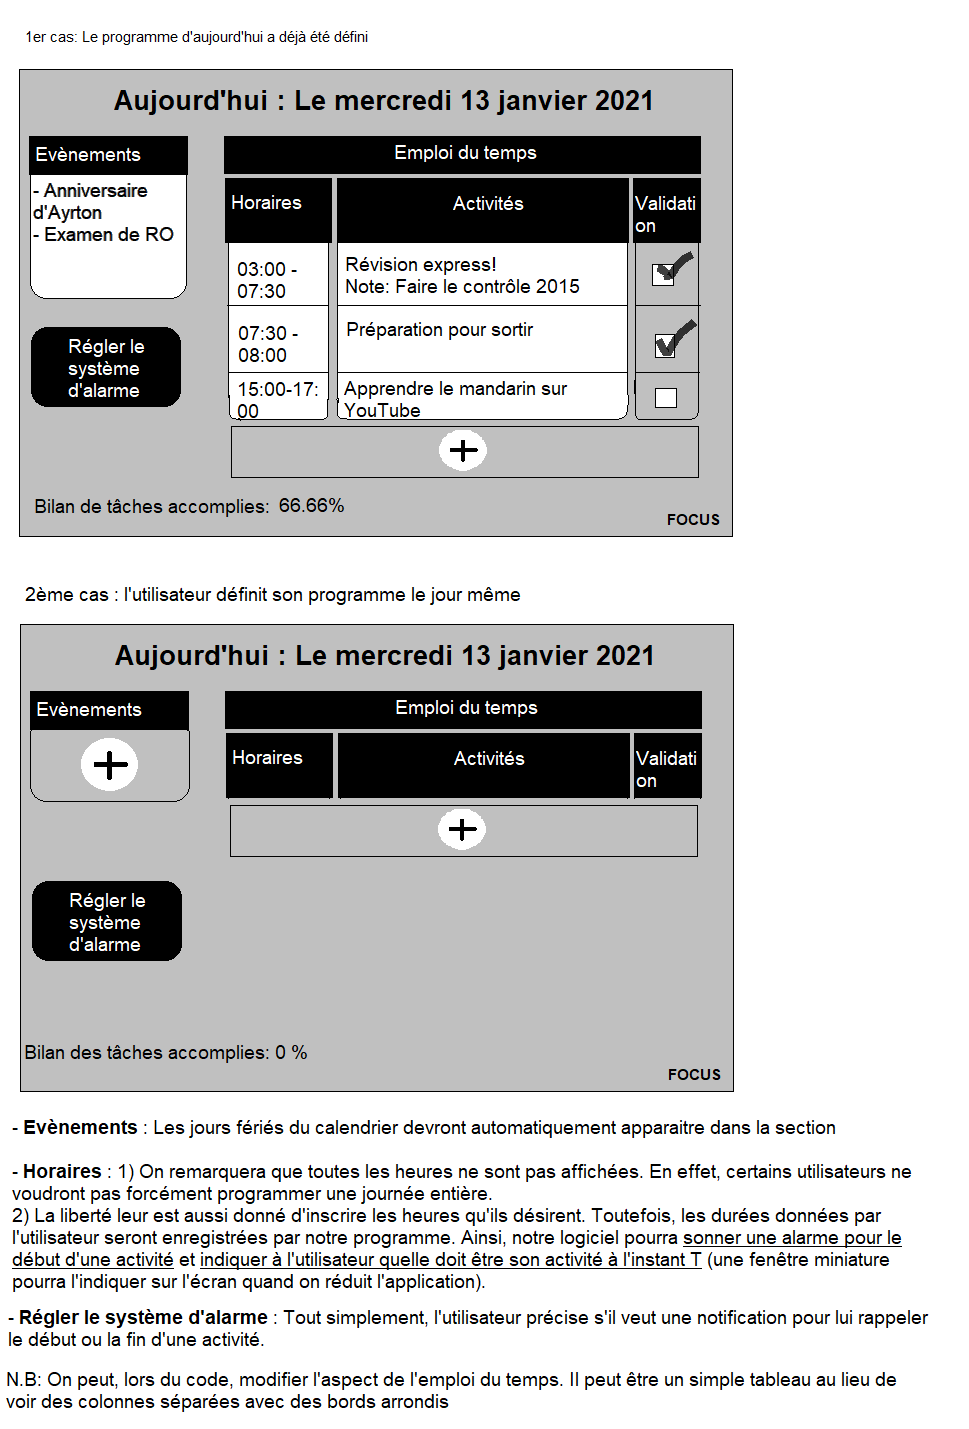 1er cas: Le programme d'aujourd'hui a déjà été défini
Aujourd'hui : Le mercredi 13 janvier 2021
Evènements
- Anniversaire
d'Ayrton
- Examen de RO
Régler le
système
d'alarme
Emploi du temps
Horaires
Activités
Validati
on
03:00 -
07:30
Révision express!
Note: Faire le contrôle 2015
07:30 -
08:00
Préparation pour sortir
15:00-17:
00
Apprendre le mandarin sur
YouTube
Bilan de tâches accomplies: 66.66%
FOCUS
2ème cas : l'utilisateur définit son programme le jour même
Aujourd'hui : Le mercredi 13 janvier 2021
Evènements
Régler le
système
d'alarme
Emploi du temps
Horaires
Activités
Validati
on
Bilan des tâches accomplies: 0 %
FOCUS
- Evènements : Les jours fériés du calendrier devront automatiquement apparaitre dans la section
- Horaires : 1) On remarquera que toutes les heures ne sont pas affichées. En effet, certains utilisateurs ne
voudront pas forcément programmer une journée entière.
2) La liberté leur est aussi donné d'inscrire les heures qu'ils désirent. Toutefois, les durées données par
l'utilisateur seront enregistrées par notre programme. Ainsi, notre logiciel pourra sonner une alarme pour le
début d'une activité et indiquer à l'utilisateur quelle doit être son activité à l'instant T (une fenêtre miniature
pourra l'indiquer sur l'écran quand on réduit l'application).
- Régler le système d'alarme : Tout simplement, l'utilisateur précise s'il veut une notification pour lui rappeler
le début ou la fin d'une activité.
N.B: On peut, lors du code, modifier l'aspect de l'emploi du temps. Il peut être un simple tableau au lieu de
voir des colonnes séparées avec des bords arrondis